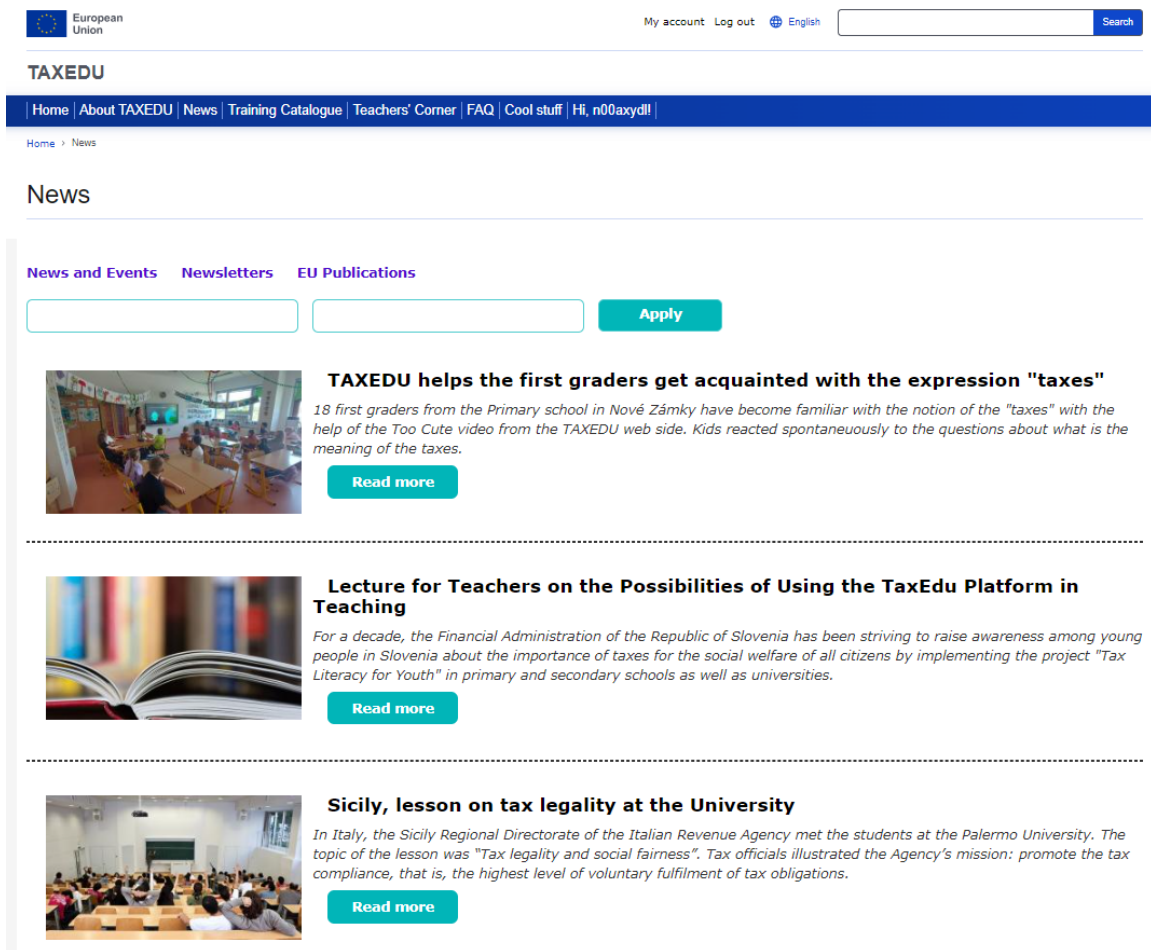 European
Union
My account Log out English
Search
TAXEDU
Home About TAXEDU News Training Catalogue Teachers' Corner FAQ Cool stuff Hi, n00axydl!
Home > News
News
News and Events Newsletters EU Publications
Apply
TAXEDU helps the first graders get acquainted with the expression "taxes"
18 first graders from the Primary school in Nové Zámky have become familiar with the notion of the "taxes" with the
help of the Too Cute video from the TAXEDU web side. Kids reacted spontaneuously to the questions about what is the
meaning of the taxes.
Read more
Lecture for Teachers on the Possibilities of Using the TaxEdu Platform in
Teaching
For a decade, the Financial Administration of the Republic of Slovenia has been striving to raise awareness among young
people in Slovenia about the importance of taxes for the social welfare of all citizens by implementing the project "Tax
Literacy for Youth" in primary and secondary schools as well as universities.
Read more
Sicily, lesson on tax legality at the University
In Italy, the Sicily Regional Directorate of the Italian Revenue Agency met the students at the Palermo University. The
topic of the lesson was “Tax legality and social fairness”. Tax officials illustrated the Agency’s mission: promote the tax
compliance, that is, the highest level of voluntary fulfilment of tax obligations.
Read more